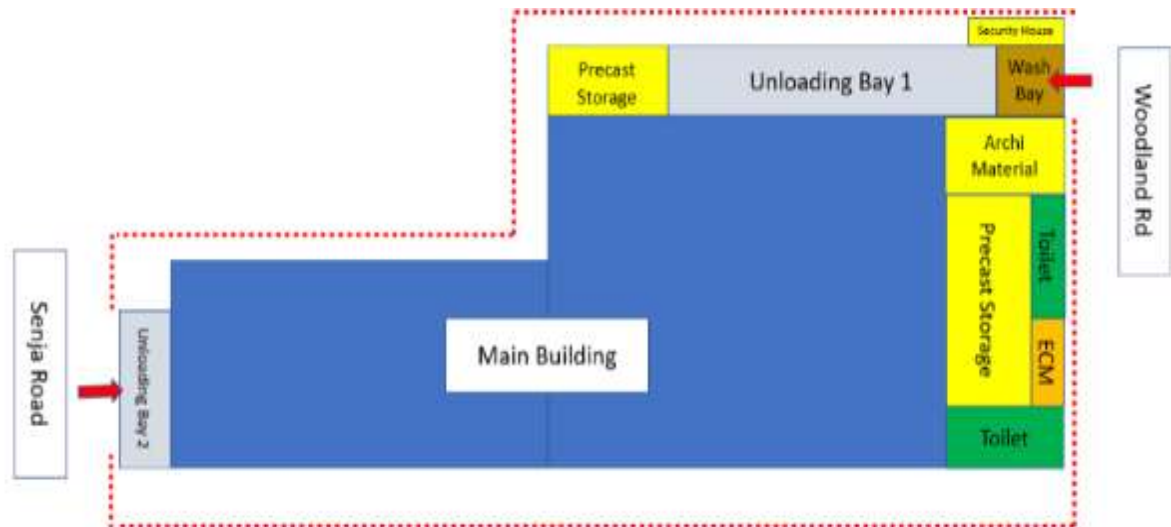 Security House
Precast
Storage
Unloading Bay 1
Wash
Bay
Woodland Rd
Archi
Material
Precast Storage
Toilet
ECM
Toilet
Main Building
Unloading Bay 2
Senja Road